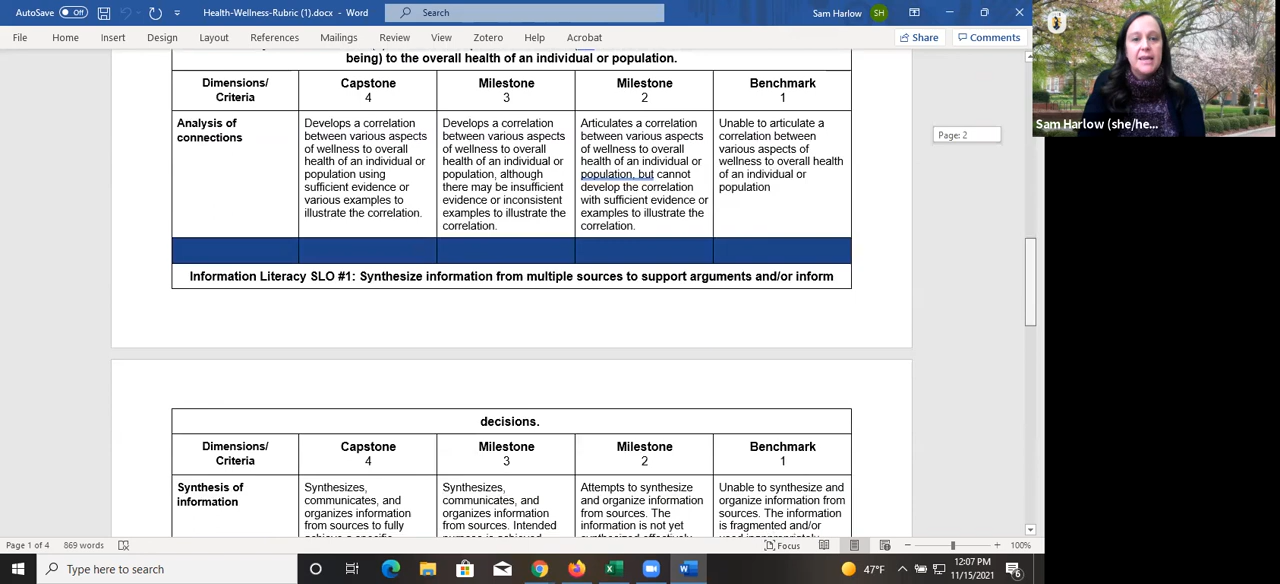 AutoSave Off Health-Wellness-Rubric (1).docx - Word Search Sam Harlow SH
File Home Insert Design Layout References Mailings Review View Zotero Help Acrobat Share Comments
being) to the overall health of an individual or population.
Dimensions/ Capstone Milestone Milestone Benchmark
Criteria 4 3 2 1
Page: 2
Sam Harlow (she/he...
Analysis of
connections
Develops a correlation
between various aspects
of wellness to overall
health of an individual or
population using
sufficient evidence or
various examples to
illustrate the correlation.
Develops a correlation
between various aspects
of wellness to overall
health of an individual or
population, although
there may be insufficient
evidence or inconsistent
examples to illustrate the
correlation.
Articulates a correlation
between various aspects
of wellness to overall
health of an individual or
population, but cannot
develop the correlation
with sufficient evidence or
examples to illustrate the
correlation.
Unable to articulate a
correlation between
various aspects of
wellness to overall health
of an individual or
population
Information Literacy SLO #1: Synthesize information from multiple sources to support arguments and/or inform
decisions.
Dimensions/ Capstone Milestone Milestone Benchmark
Criteria 4 3 2 1
Synthesis of
information
Synthesizes,
communicates, and
organizes information
from sources to fully
achieve a specific
Synthesizes,
communicates, and
organizes information
from sources. Intended
purpose is achieved
Attempts to synthesize
and organize information
from sources. The
information is not yet
synthesized effectively
Unable to synthesize and
organize information from
sources. The information
is fragmented and/or
used inappropriately
Page 1 of 4 869 words Focus 100%
Type here to search 47°F 12:07 PM
11/15/2021 6